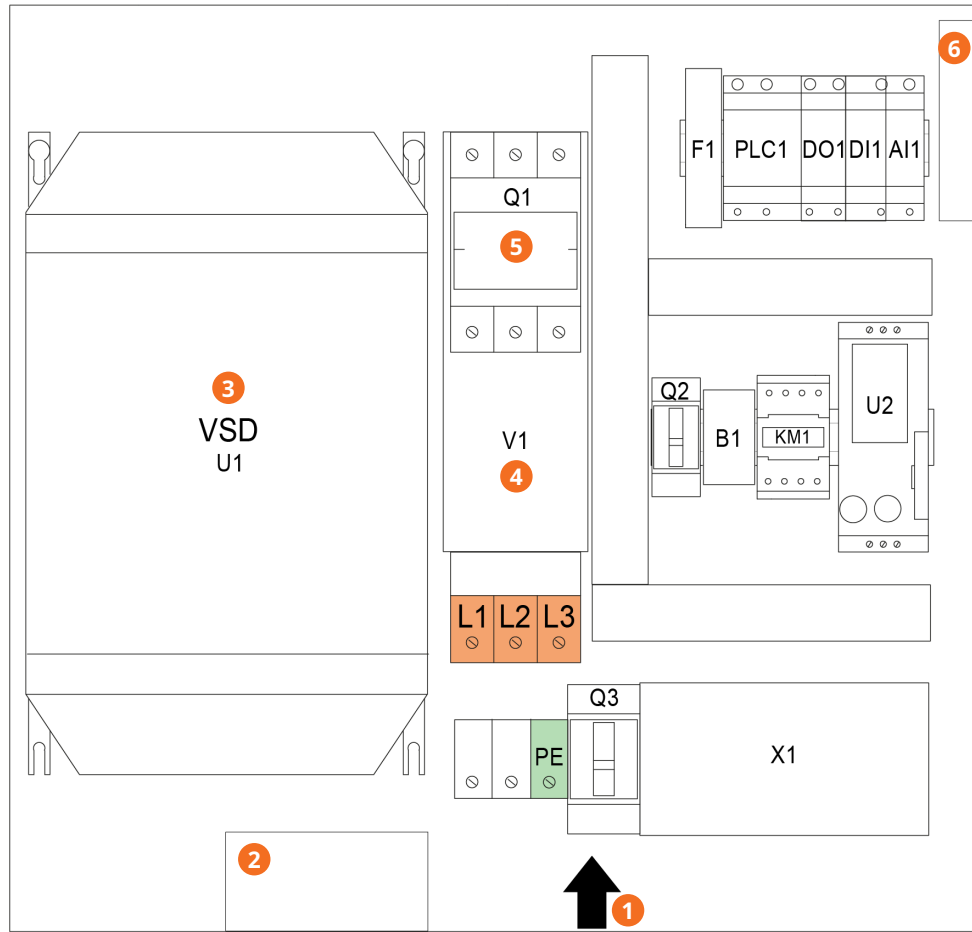 6
F1 PLC1 DO1 DI1 AI1
Q1
5
3
VSD
U1
V1
4
Q2
B1
KM1
U2
L1 L2 L3
Q3
PE
X1
2
1